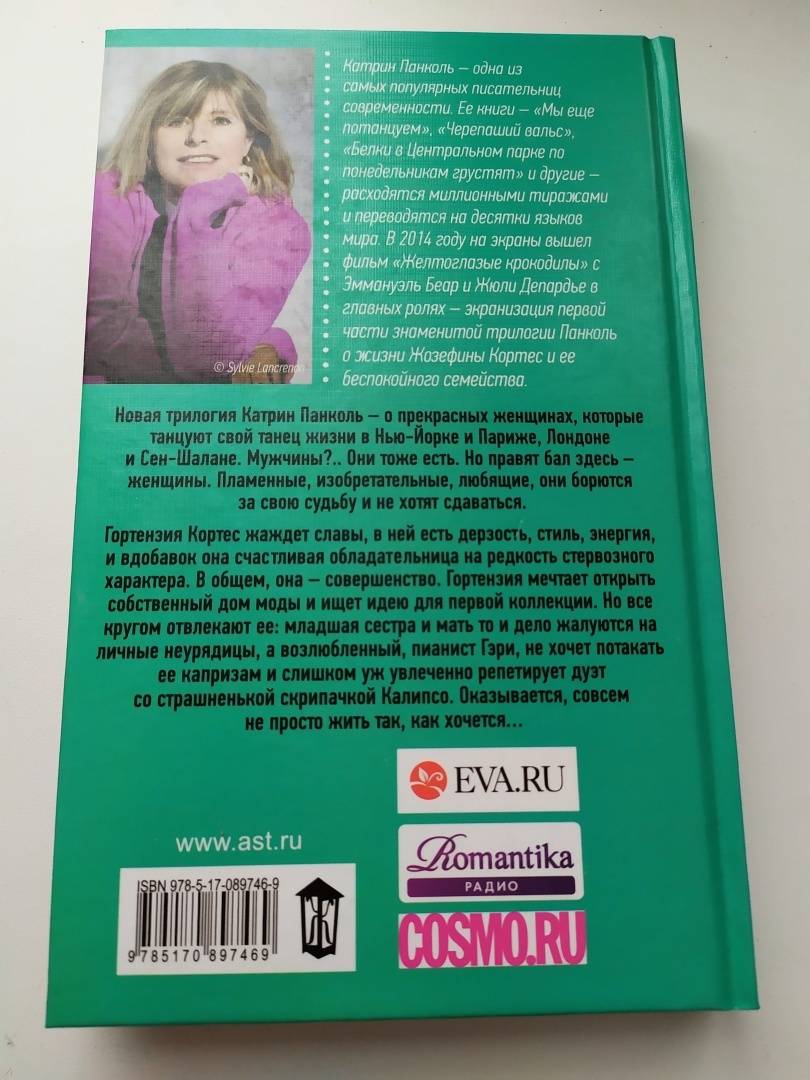 Катрин Панколь – одна из
самых популярных писательниц
современности. Ее книги – «Мы еще
потанцуем», «Черепаший вальс»,
«Белки в Центральном парке по
понедельникам грустят» и другие –
расходятся миллионными тиражами
и переводятся на десятки языков
мира. В 2014 году на экраны вышел
фильм «Желтоглазые крокодилы» с
Эммануэль Беар и Жюли Депардье в
главных ролях – экранизация первой
части знаменитой трилогии Панколь
о жизни Жозефины Кортес и ее
беспокойного семейства.
© Sylvie Lancrenon
Новая трилогия Катрин Панколь – о прекрасных женщинах, которые
танцуют свой танец жизни в Нью-Йорке и Париже, Лондоне
и Сен-Шалане. Мужчины?.. Они тоже есть. Но правят бал здесь –
женщины. Пламенные, изобретательные, любящие, они борются
за свою судьбу и не хотят сдаваться.
Гортензия Кортес жаждет славы, в ней есть дерзость, стиль, энергия,
и вдобавок она счастливая обладательница на редкость стервозного
характера. В общем, она – совершенство. Гортензия мечтает открыть
собственный дом моды и ищет идею для первой коллекции. Но все
кругом отвлекают ее: младшая сестра и мать то и дело жалуются на
личные неурядицы, а возлюбленный, пианист Гэри, не хочет потакать
ее капризам и слишком уж увлеченно репетирует дуэт
со страшненькой скрипачкой Калипсо. Оказывается, совсем
не просто жить так, как хочется...
EVA.RU
www.ast.ru
Romantika
РАДИО
ISBN 978-5-17-089746-9
9 785170 897469
Ж
COSMO.RU